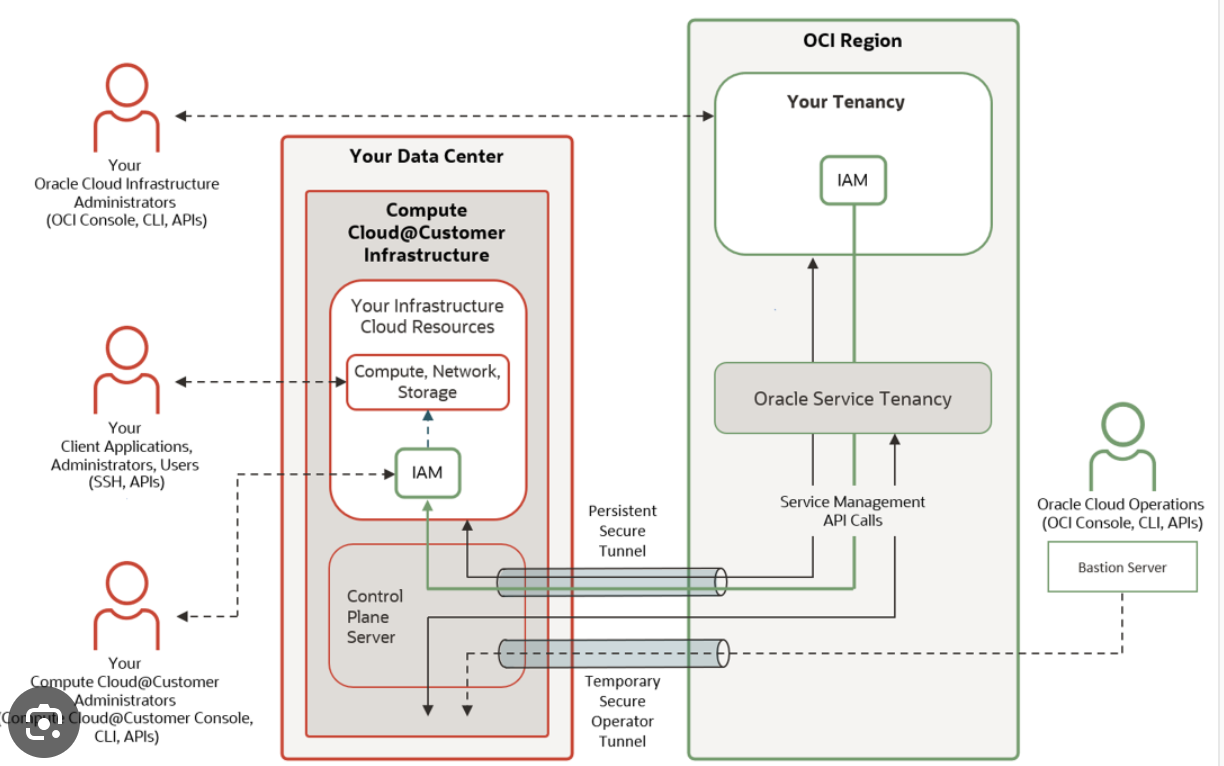 OCI Region
Your Tenancy
IAM
Your
Oracle Cloud Infrastructure
Administrators
(OCI Console, CLI, APIs)
Your Data Center
Compute
Cloud@Customer
Infrastructure
Your Infrastructure
Cloud Resources
Compute, Network,
Storage
IAM
Your
Client Applications,
Administrators, Users
(SSH, APIs)
Oracle Service Tenancy
Service Management
API Calls
Oracle Cloud Operations
(OCI Console, CLI, APIs)
Bastion Server
Persistent
Secure
Tunnel
Control
Plane
Server
Temporary
Secure
Operator
Tunnel
Your
Compute Cloud@Customer
Administrators
(Compute Cloud@Customer Console,
CLI, APIs)